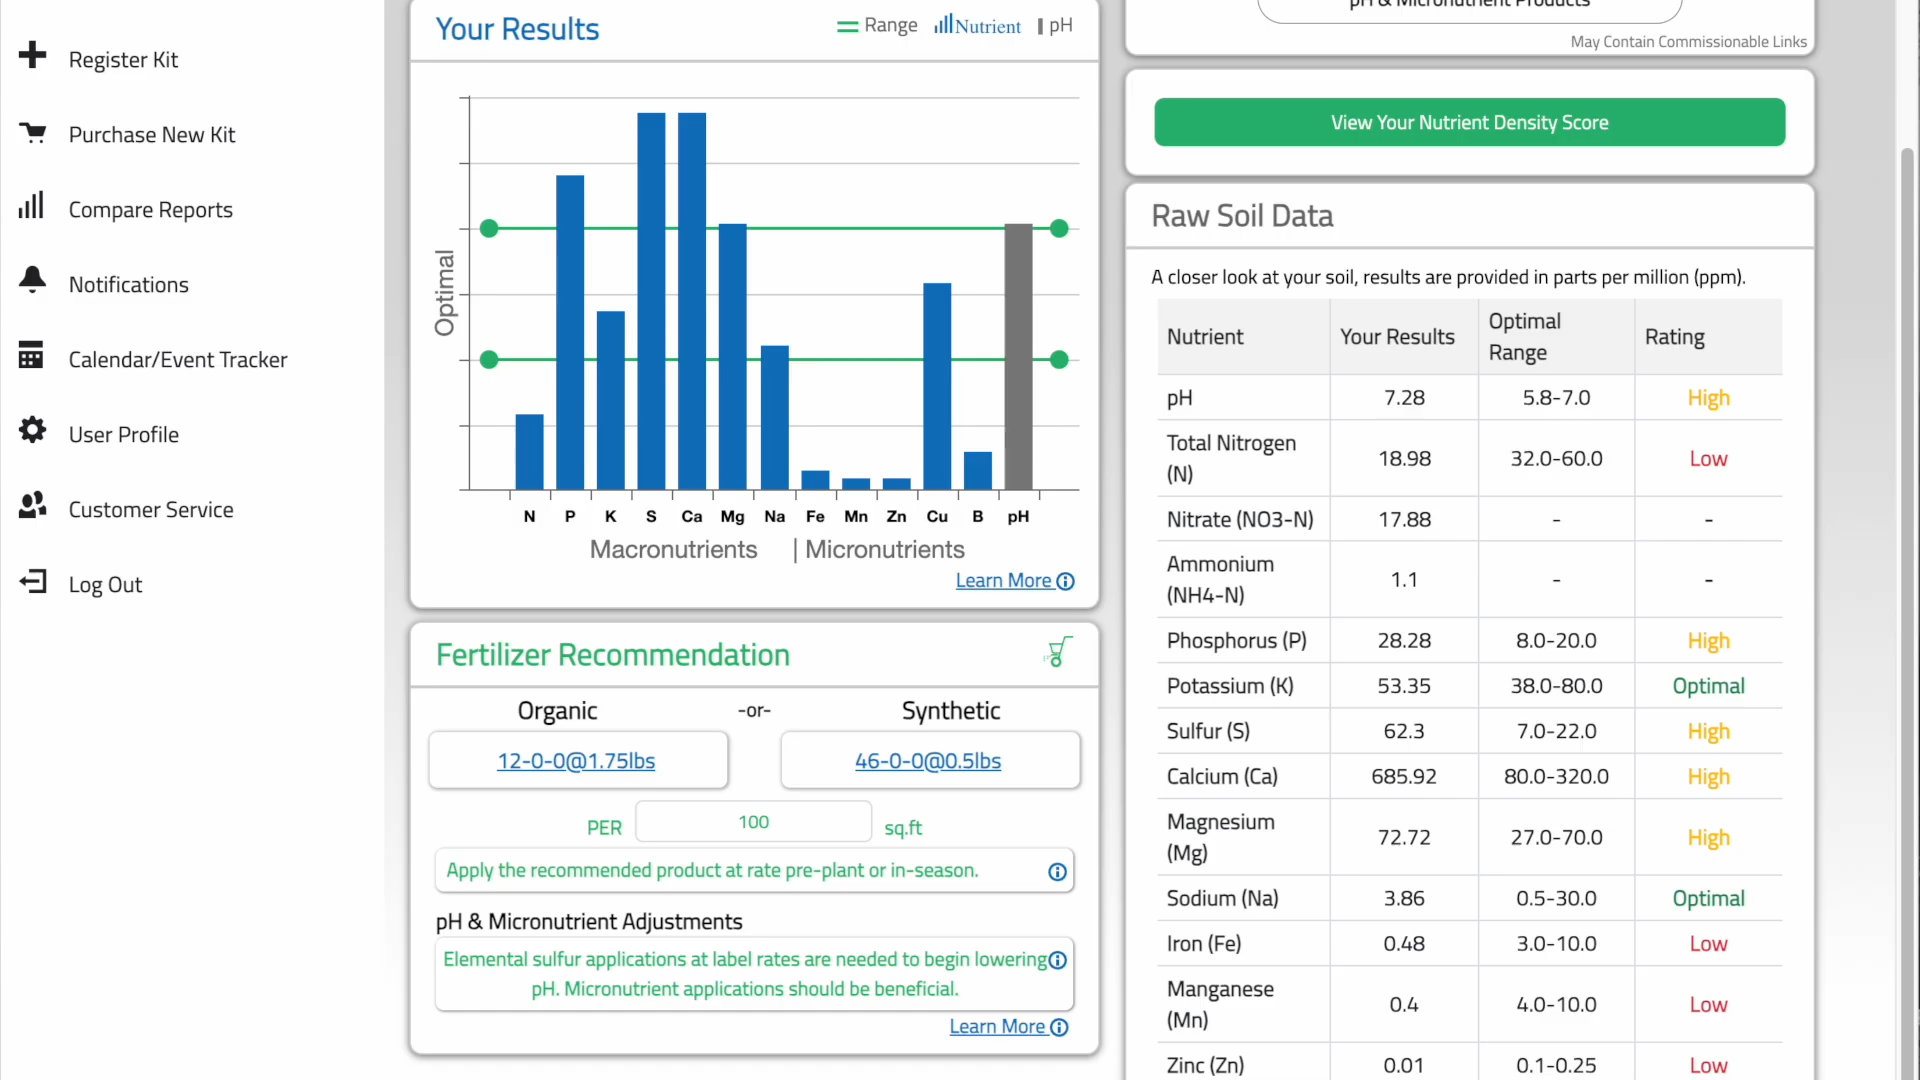 Register Kit
Purchase New Kit
Compare Reports
Notifications
Calendar/Event Tracker
User Profile
Customer Service
Log Out
Your Results
Range
Nutrient
pH
Optimal
N P K S Ca Mg Na Fe Mn Zn Cu B pH
Macronutrients | Micronutrients
Learn More
Fertilizer Recommendation
Organic -or- Synthetic
12-0-0@1.75lbs 46-0-0@0.5lbs
PER 100 sq.ft
Apply the recommended product at rate pre-plant or in-season.
pH & Micronutrient Adjustments
Elemental sulfur applications at label rates are needed to begin lowering
pH. Micronutrient applications should be beneficial.
Learn More
pH & Micronutrient Products
May Contain Commissionable Links
View Your Nutrient Density Score
Raw Soil Data
A closer look at your soil, results are provided in parts per million (ppm).
Nutrient Your Results Optimal Range Rating
pH 7.28 5.8-7.0 High
Total Nitrogen (N) 18.98 32.0-60.0 Low
Nitrate (NO3-N) 17.88 - -
Ammonium (NH4-N) 1.1 - -
Phosphorus (P) 28.28 8.0-20.0 High
Potassium (K) 53.35 38.0-80.0 Optimal
Sulfur (S) 62.3 7.0-22.0 High
Calcium (Ca) 685.92 80.0-320.0 High
Magnesium (Mg) 72.72 27.0-70.0 High
Sodium (Na) 3.86 0.5-30.0 Optimal
Iron (Fe) 0.48 3.0-10.0 Low
Manganese (Mn) 0.4 4.0-10.0 Low
Zinc (Zn) 0.01 0.1-0.25 Low